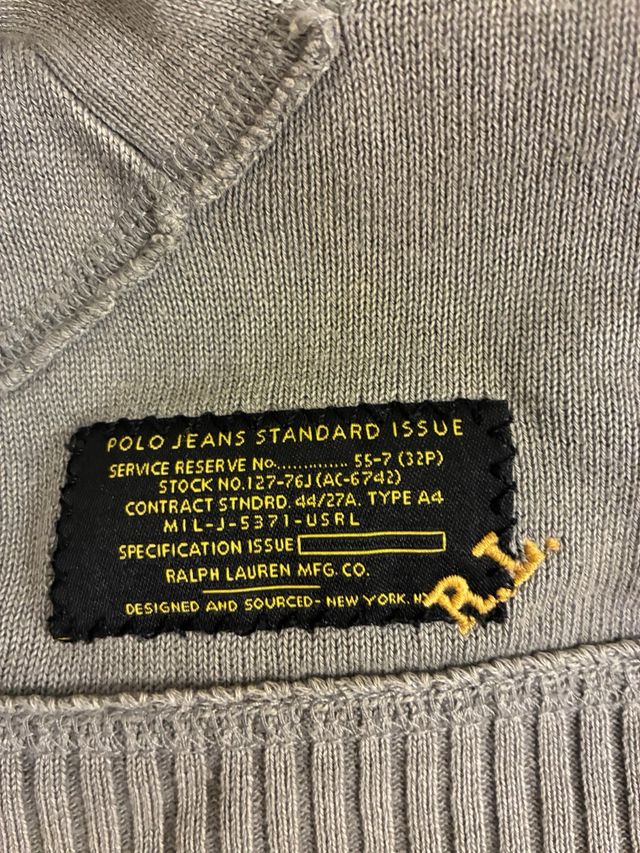 POLO JEANS STANDARD ISSUE
SERVICE RESERVE No............. 55-7 (32P)
STOCK NO.127-76J (AC-6742)
CONTRACT STNDRD. 44/27A. TYPE A4
MIL-J-5371-USRL
SPECIFICATION ISSUE
RALPH LAUREN MFG. CO.
DESIGNED AND SOURCED- NEW YORK,
R.L.